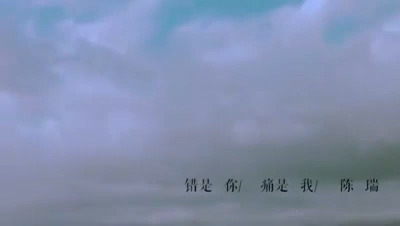 错是 你/ 痛是 我/ 陈 瑞